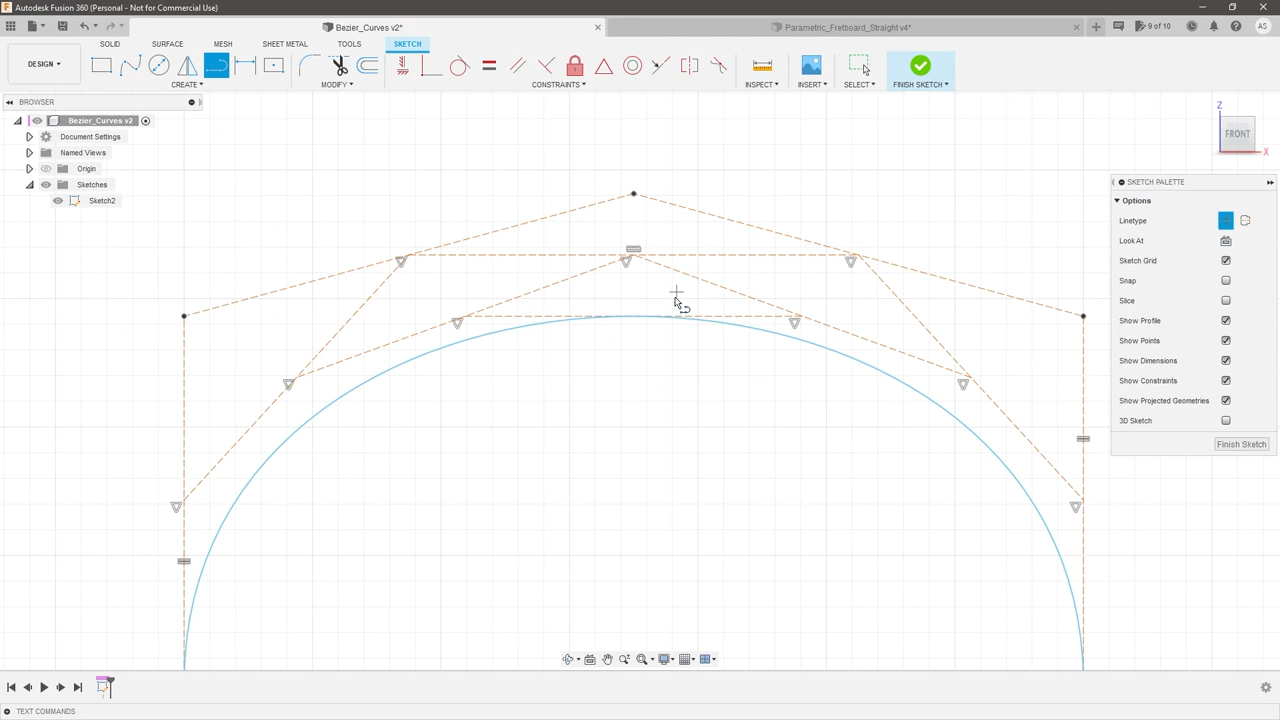 Autodesk Fusion 360 (Personal - Not for Commercial Use)
Bezier_Curves v2*
Parametric_Fretboard_Straight v4*
9 of 10
AS
DESIGN
SOLID
SURFACE
MESH
SHEET METAL
TOOLS
SKETCH
CREATE
MODIFY
CONSTRAINTS
INSPECT
INSERT
SELECT
FINISH SKETCH
BROWSER
Bezier_Curves v2
Document Settings
Named Views
Origin
Sketches
Sketch2
Z
FRONT
X
SKETCH PALETTE
Options
Linetype
Look At
Sketch Grid
Snap
Slice
Show Profile
Show Points
Show Dimensions
Show Constraints
Show Projected Geometries
3D Sketch
Finish Sketch
TEXT COMMANDS